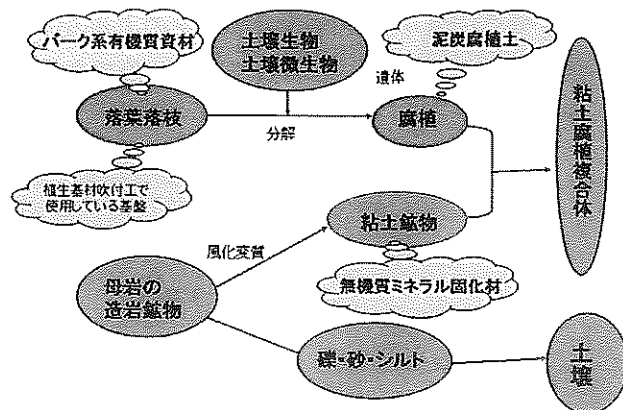 バーク系有機質資材
土壌生物
土壌微生物
泥炭腐植土
遺体
落葉落枝
分解
腐植
植生基材吹付工で
使用している基盤
粘土腐植複合体
粘土鉱物
風化変質
母岩の
造岩鉱物
無機質ミネラル固化材
礫・砂・シルト
土壌